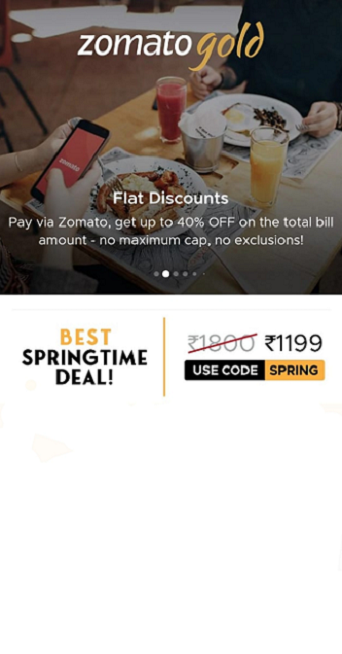 zomato gold
zomato
Flat Discounts
Pay via Zomato, get up to 40% OFF on the total bill
amount - no maximum cap, no exclusions!
BEST
SPRINGTIME
DEAL!
₹1800 ₹1199
USE CODE SPRING